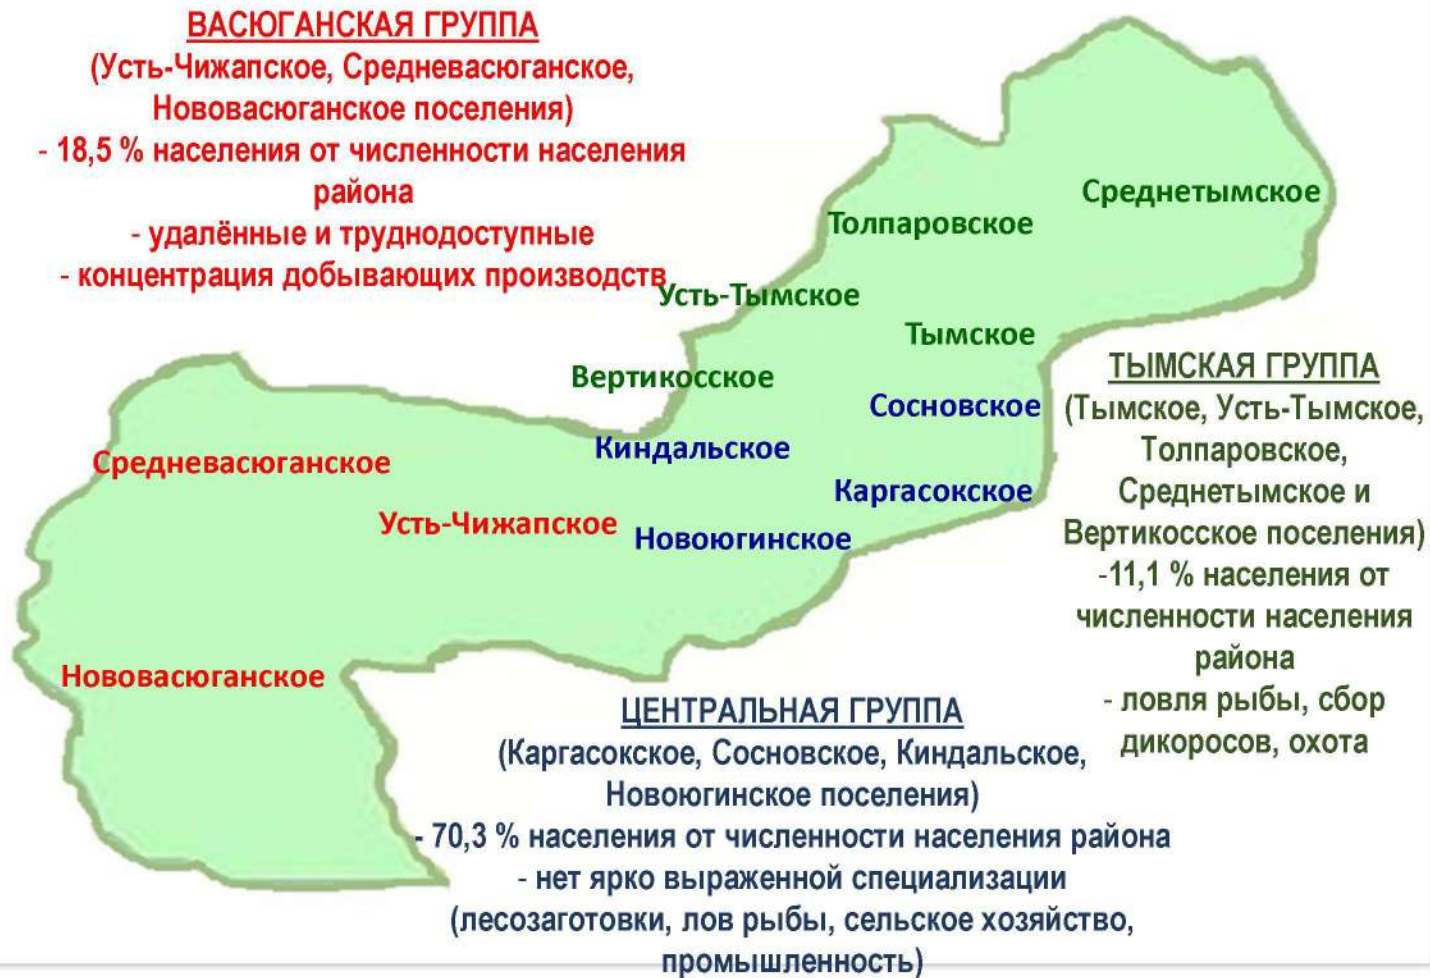 ВАСЮГАНСКАЯ ГРУППА
(Усть-Чижапское, Средневасюганское,
Нововасюганское поселения)
- 18,5 % населения от численности населения
района
- удалённые и труднодоступные
- концентрация добывающих производств
Среднетымское
Толпаровское
Усть-Тымское
Тымское
Вертикосское
Сосновское
Киндальское
Средневасюганское
Каргасокское
Усть-Чижапское
Новоюгинское
Нововасюганское
ТЫМСКАЯ ГРУППА
(Тымское, Усть-Тымское,
Толпаровское,
Среднетымское и
Вертикосское поселения)
-11,1 % населения от
численности населения
района
- ловля рыбы, сбор
дикоросов, охота
ЦЕНТРАЛЬНАЯ ГРУППА
(Каргасокское, Сосновское, Киндальское,
Новоюгинское поселения)
- 70,3 % населения от численности населения района
- нет ярко выраженной специализации
(лесозаготовки, лов рыбы, сельское хозяйство,
промышленность)